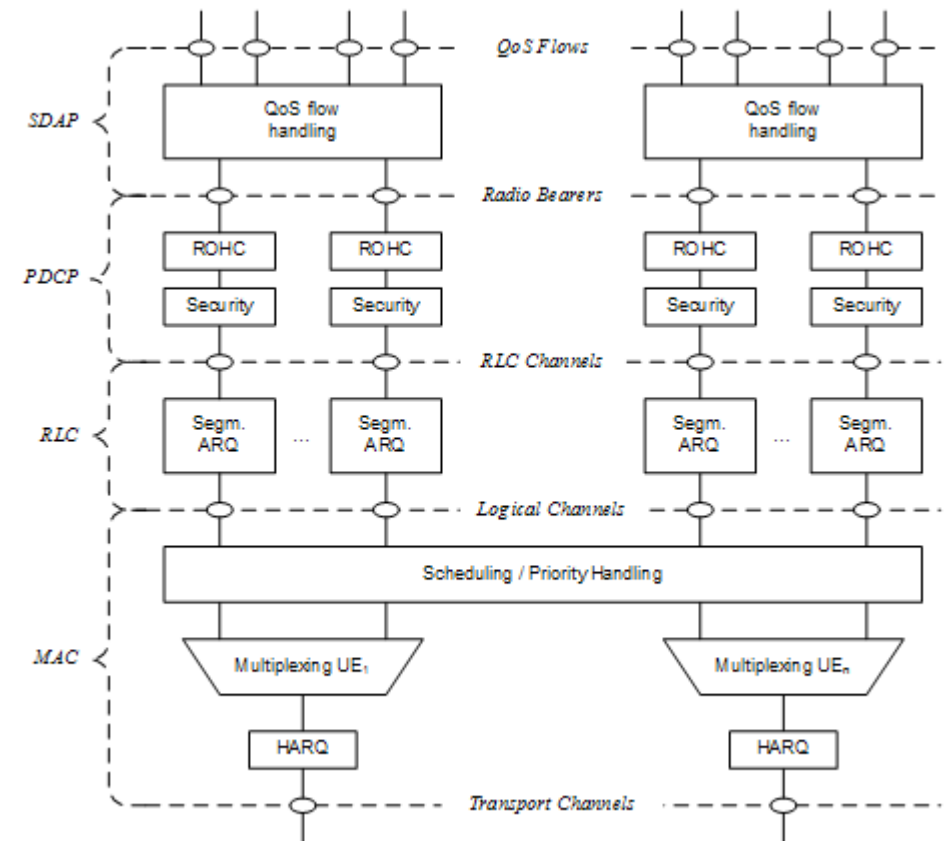 QoS Flows
QoS flow
handling
QoS flow
handling
SDAP
Radio Bearers
ROHC
ROHC
ROHC
ROHC
PDCP
Security
Security
Security
Security
RLC Channels
Segm.
ARQ
...
Segm.
ARQ
Segm.
ARQ
...
Segm.
ARQ
RLC
Logical Channels
Scheduling / Priority Handling
MAC
Multiplexing UE₁
Multiplexing UEₙ
HARQ
HARQ
Transport Channels